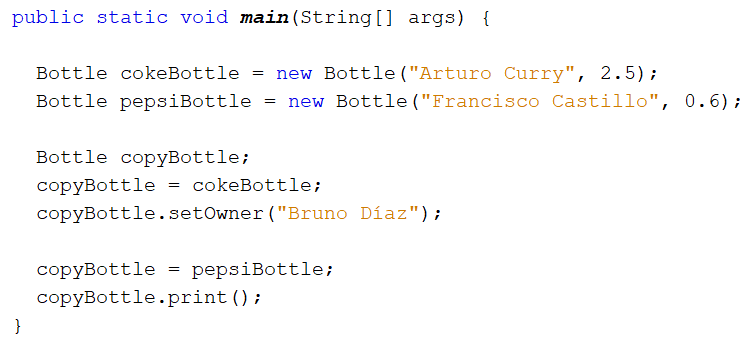 public static void main(String[] args) {
Bottle cokeBottle = new Bottle("Arturo Curry", 2.5);
Bottle pepsiBottle = new Bottle("Francisco Castillo", 0.6);
Bottle copyBottle;
copyBottle = cokeBottle;
copyBottle.setOwner("Bruno Díaz");
copyBottle = pepsiBottle;
copyBottle.print();
}